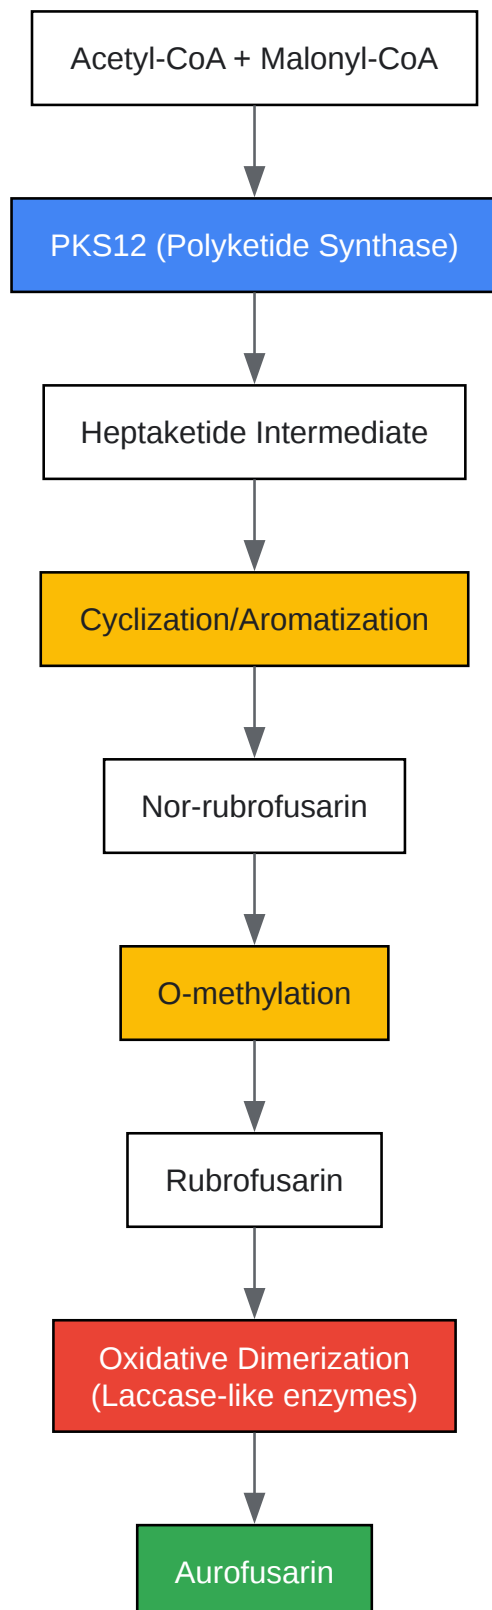 Acetyl-CoA + Malonyl-CoA
PKS12 (Polyketide Synthase)
Heptaketide Intermediate
Cyclization/Aromatization
Nor-rubrofusarin
O-methylation
Rubrofusarin
Oxidative Dimerization
(Laccase-like enzymes)
Aurofusarin